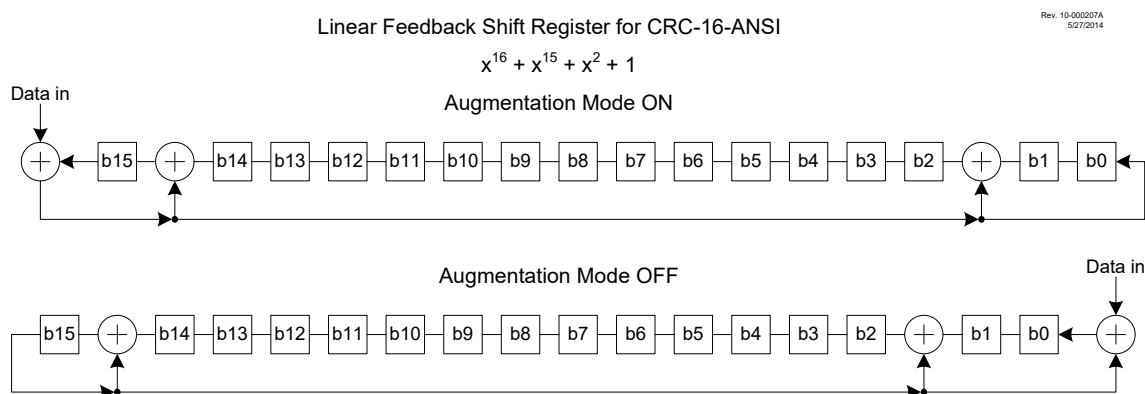 Linear Feedback Shift Register for CRC-16-ANSI
Rev. 10-000207A
5/27/2014
x¹⁶ + x¹⁵ + x² + 1
Augmentation Mode ON
Data in
+ b15 + b14 b13 b12 b11 b10 b9 b8 b7 b6 b5 b4 b3 b2 + b1 b0
Augmentation Mode OFF
Data in
b15 + b14 b13 b12 b11 b10 b9 b8 b7 b6 b5 b4 b3 b2 + b1 b0 +